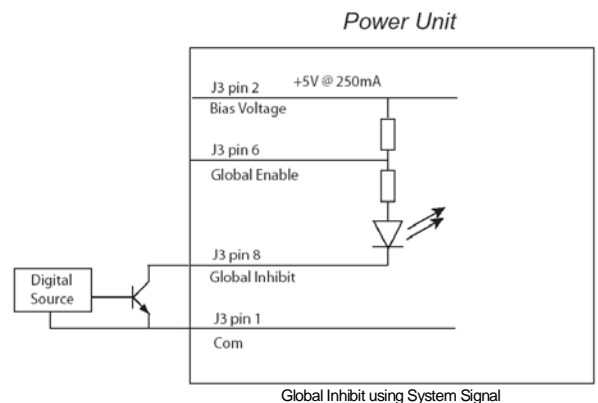 Power Unit
J3 pin 2 +5V @ 250mA
Bias Voltage
J3 pin 6
Global Enable
J3 pin 8
Global Inhibit
Digital
Source
J3 pin 1
Com
Global Inhibit using System Signal